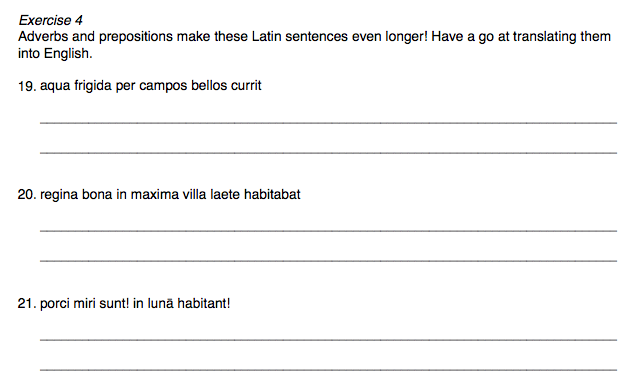 Exercise 4
Adverbs and prepositions make these Latin sentences even longer! Have a go at translating them
into English.
19. aqua frigida per campos bellos currit
20. regina bona in maxima villa laete habitabat
21. porci miri sunt! in lunā habitant!